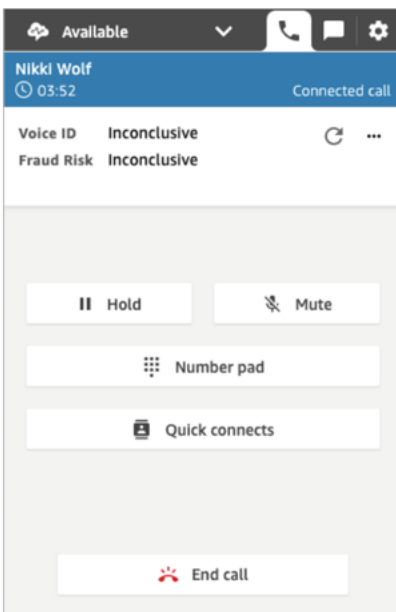 Available
Nikki Wolf
03:52 Connected call
Voice ID Inconclusive
Fraud Risk Inconclusive
Hold Mute
Number pad
Quick connects
End call